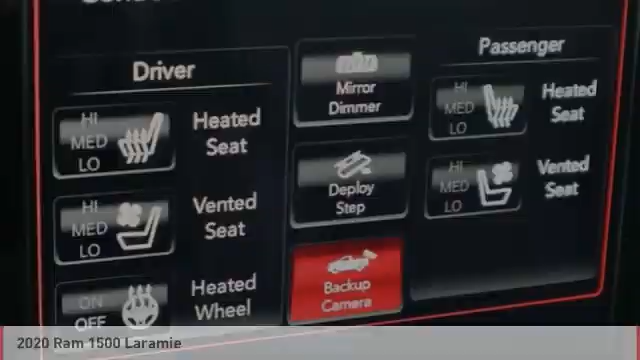 Driver
HI
MED
LO
Heated
Seat
HI
MED
LO
Vented
Seat
ON
OFF
Heated
Wheel
Mirror
Dimmer
Deploy
Step
Backup
Camera
Passenger
HI
MED
LO
Heated
Seat
HI
MED
LO
Vented
Seat
2020 Ram 1500 Laramie